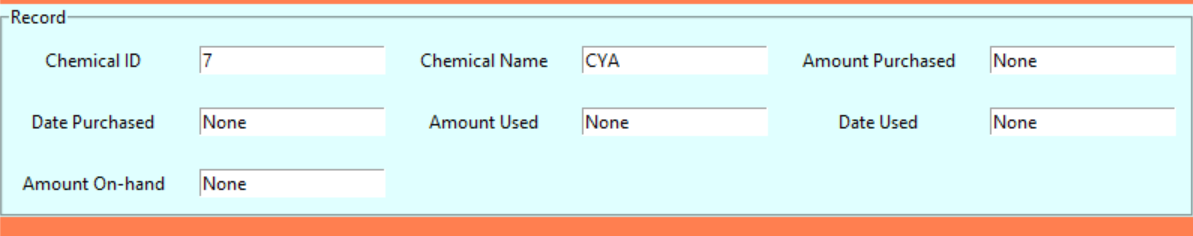 Record
Chemical ID 7 Chemical Name CYA Amount Purchased None
Date Purchased None Amount Used None Date Used None
Amount On-hand None